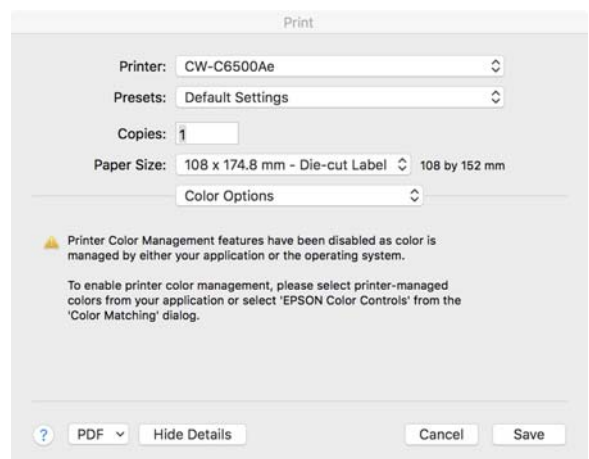 Print
Printer: CW-C6500Ae
Presets: Default Settings
Copies: 1
Paper Size: 108 x 174.8 mm - Die-cut Label 108 by 152 mm
Color Options
Printer Color Management features have been disabled as color is
managed by either your application or the operating system.
To enable printer color management, please select printer-managed
colors from your application or select 'EPSON Color Controls' from the
'Color Matching' dialog.
? PDF Hide Details Cancel Save